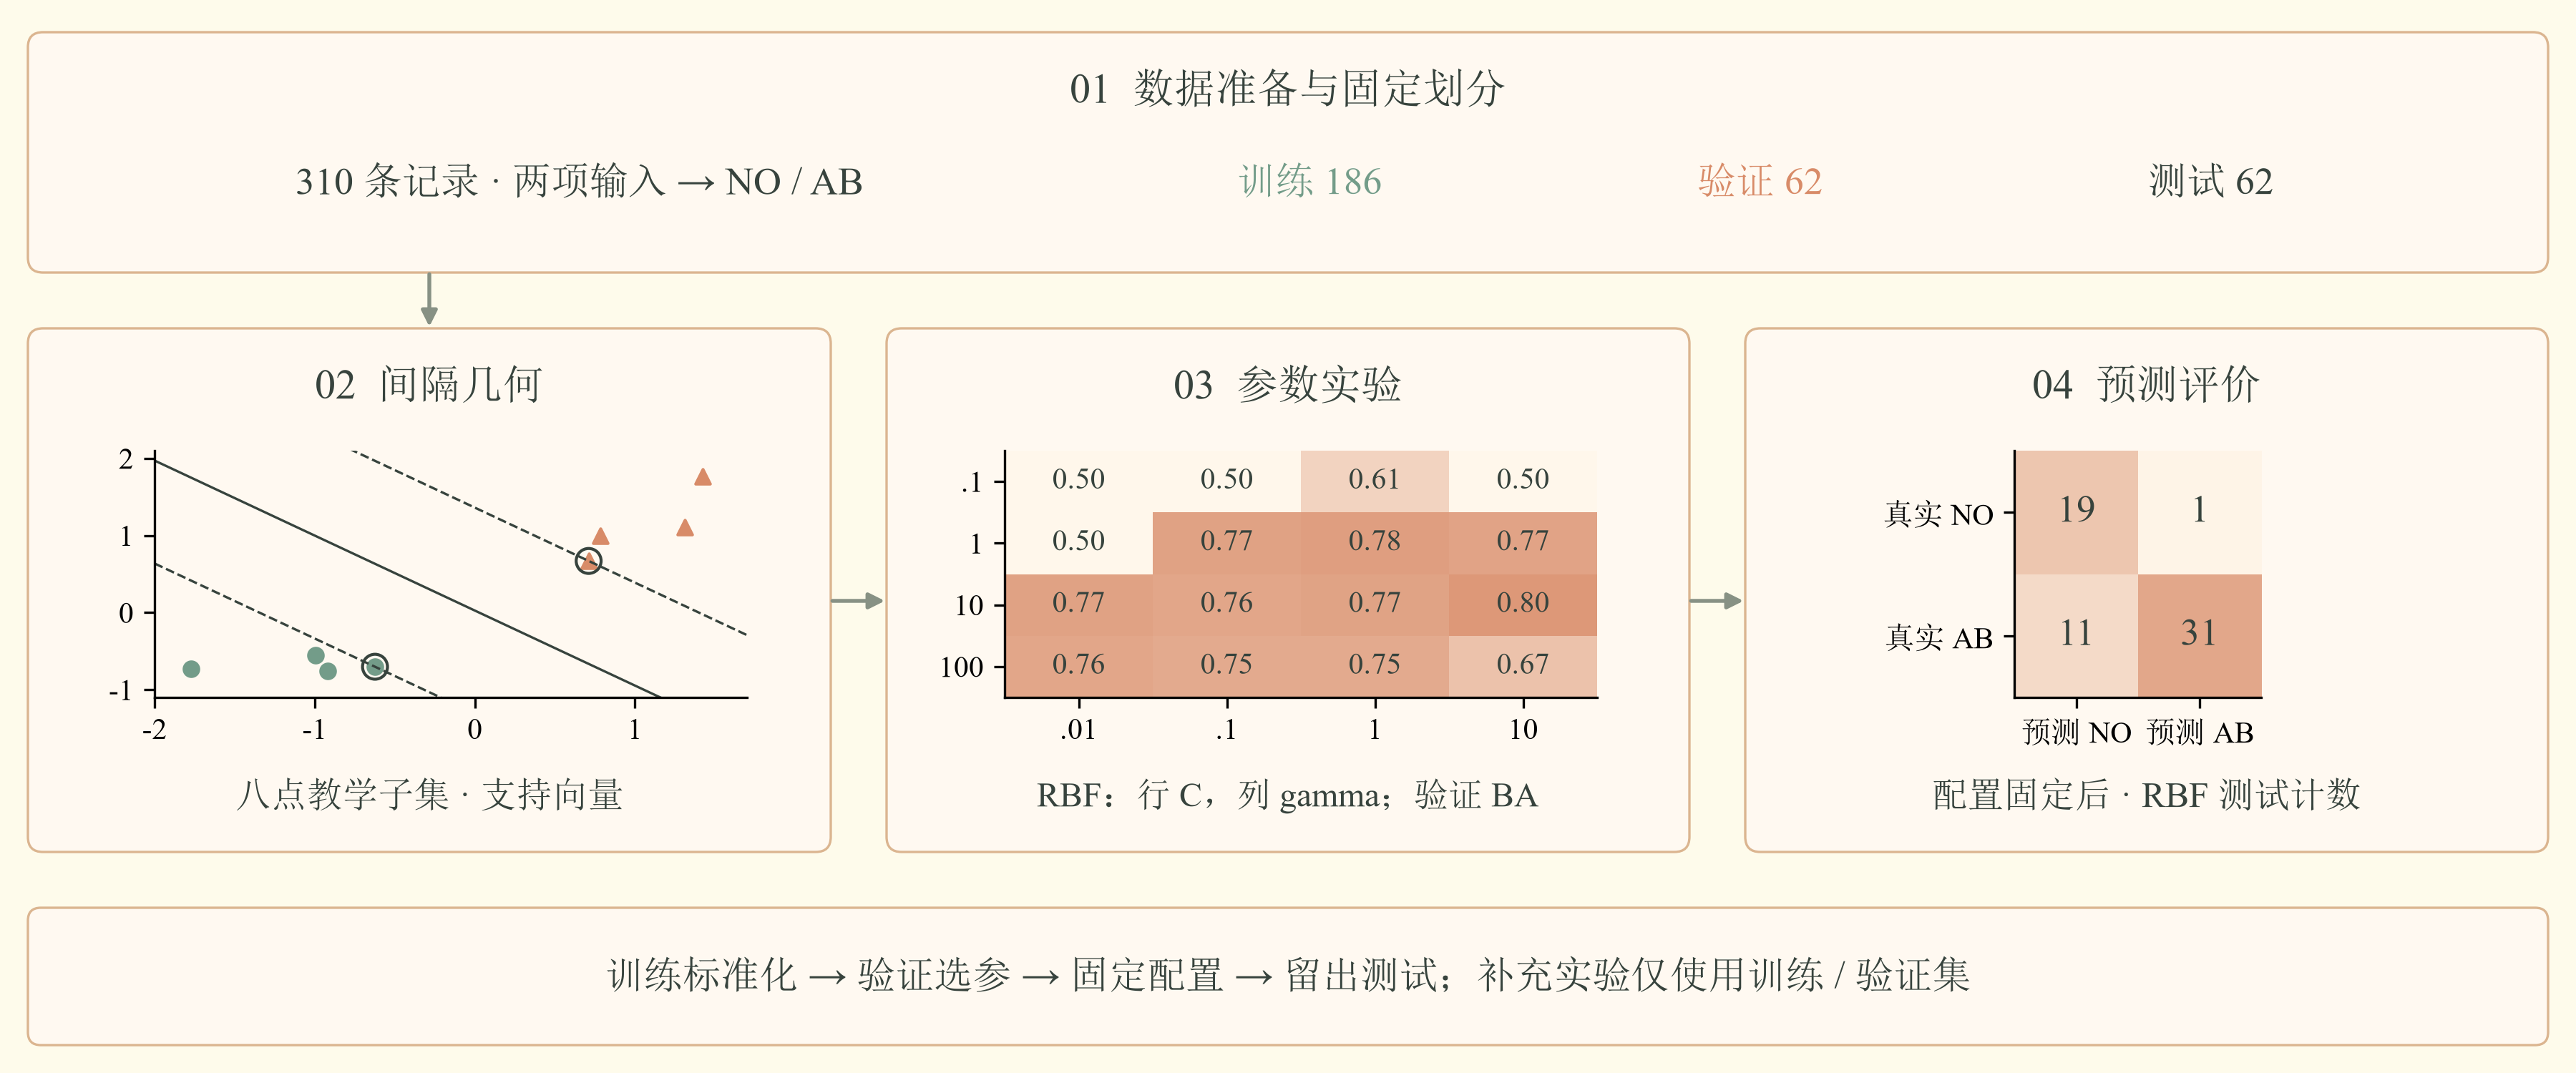 01 数据准备与固定划分
310 条记录 · 两项输入 → NO / AB
训练 186
验证 62
测试 62
02 间隔几何
2
1
0
-1
-2 -1 0 1
八点教学子集 · 支持向量
03 参数实验
.1 0.50 0.50 0.61 0.50
1 0.50 0.77 0.78 0.77
10 0.77 0.76 0.77 0.80
100 0.76 0.75 0.75 0.67
.01 .1 1 10
RBF：行 C，列 gamma；验证 BA
04 预测评价
真实 NO 19 1
真实 AB 11 31
预测 NO 预测 AB
配置固定后 · RBF 测试计数
训练标准化 → 验证选参 → 固定配置 → 留出测试；补充实验仅使用训练 / 验证集